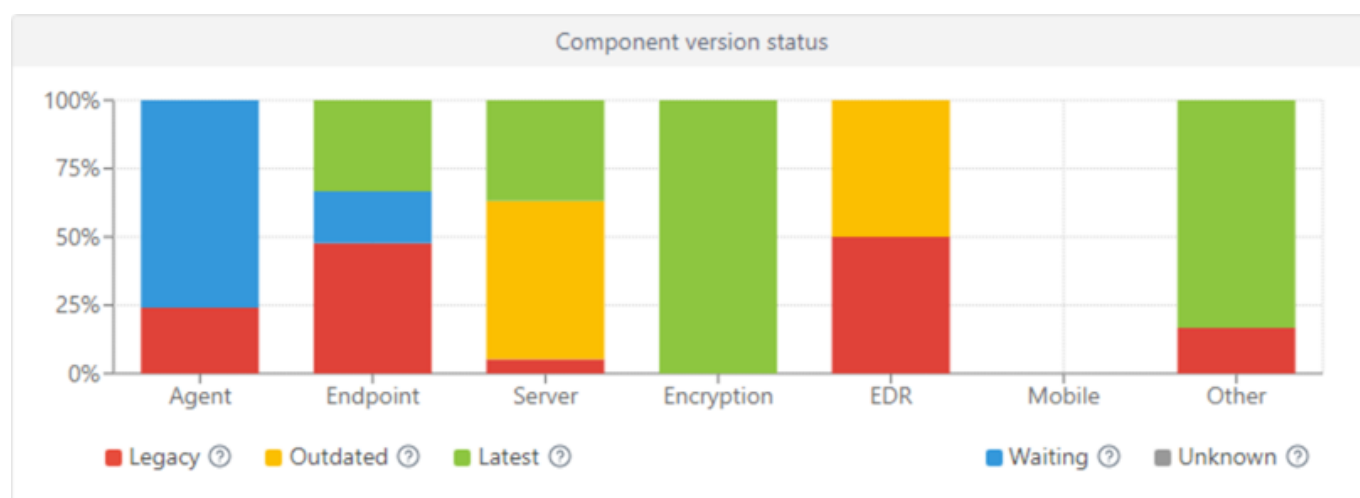 Component version status
100%
75%
50%
25%
0%
Agent Endpoint Server Encryption EDR Mobile Other
Legacy ? Outdated ? Latest ? Waiting ? Unknown ?